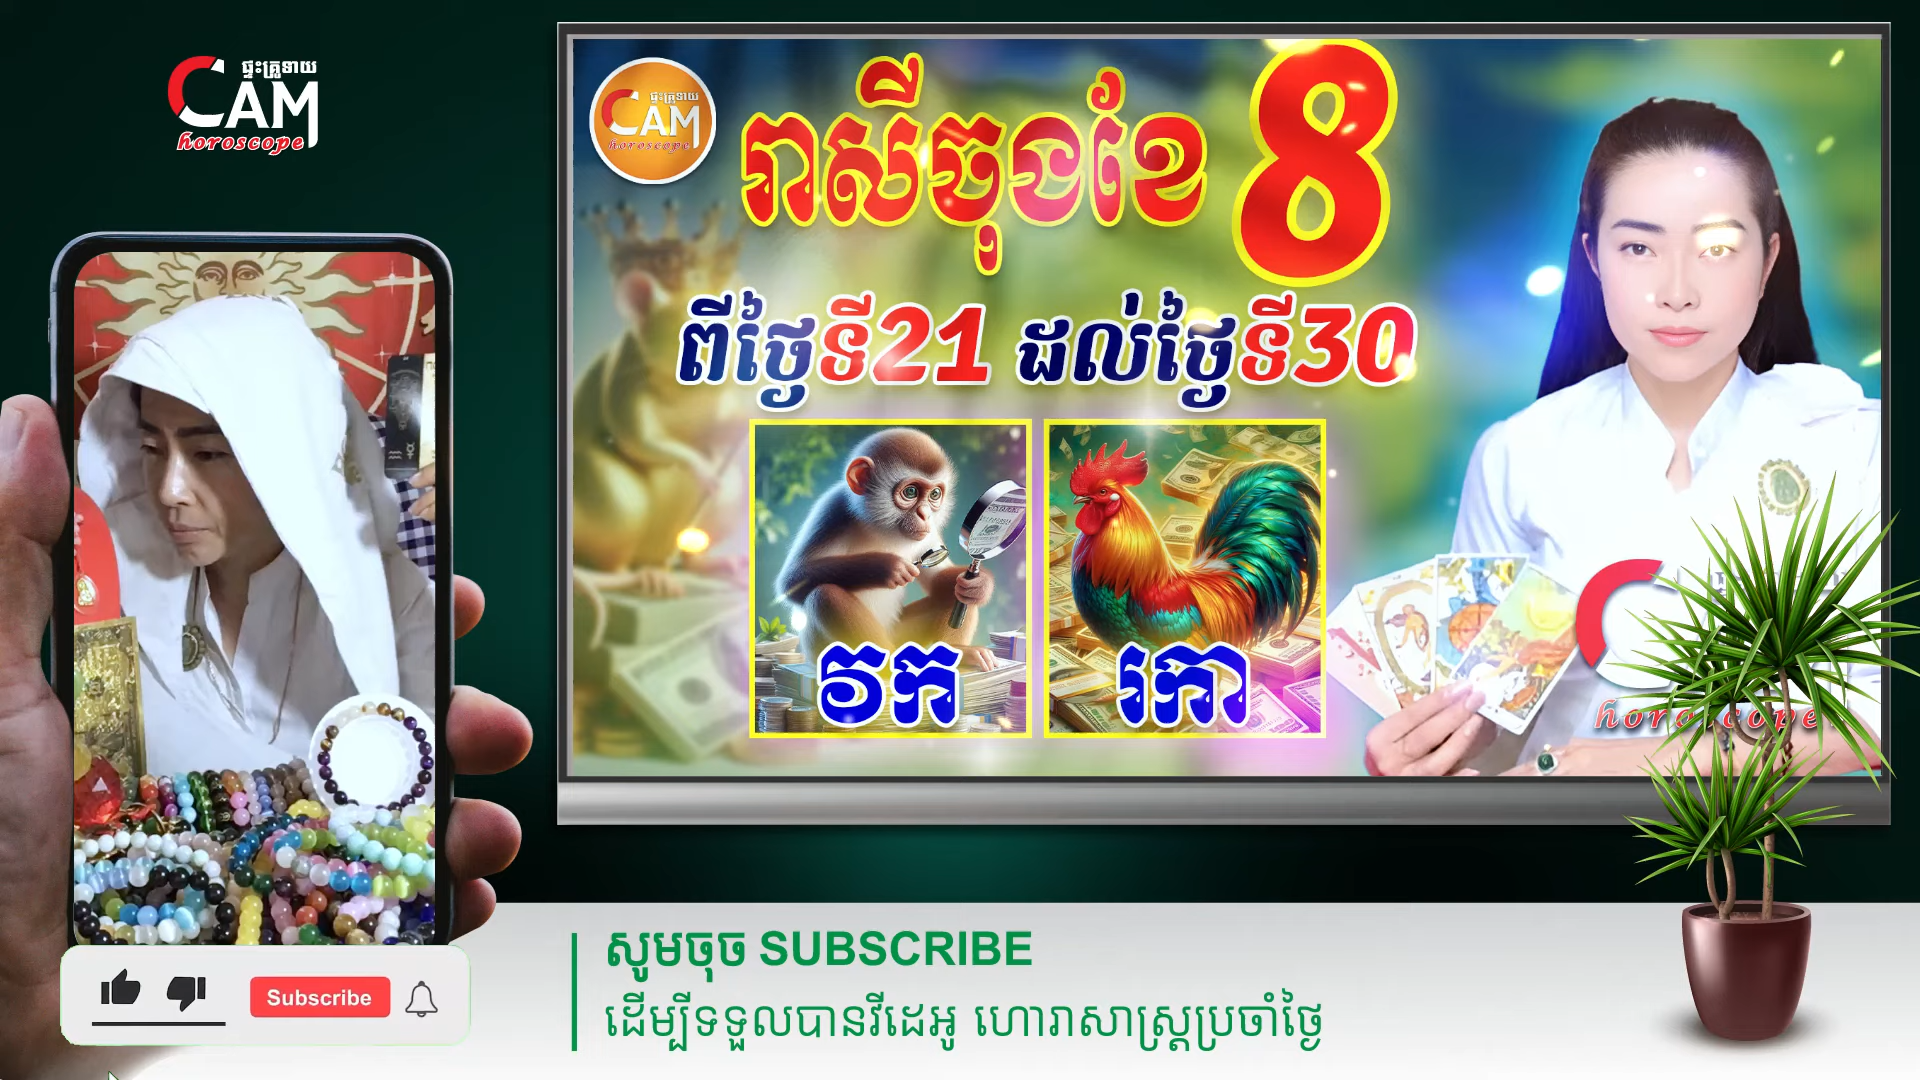 ផ្ទះគ្រូទាយ
CAM
horoscope
ផ្ទះគ្រូទាយ
CAM
horoscope
រាសីចុងខែ 8
ពីថ្ងៃទី21 ដល់ថ្ងៃទី30
វក
រកា
horoscope
Subscribe
សូមចុច SUBSCRIBE
ដើម្បីទទួលបានវីដេអូ ហោរាសាស្ត្រប្រចាំថ្ងៃ